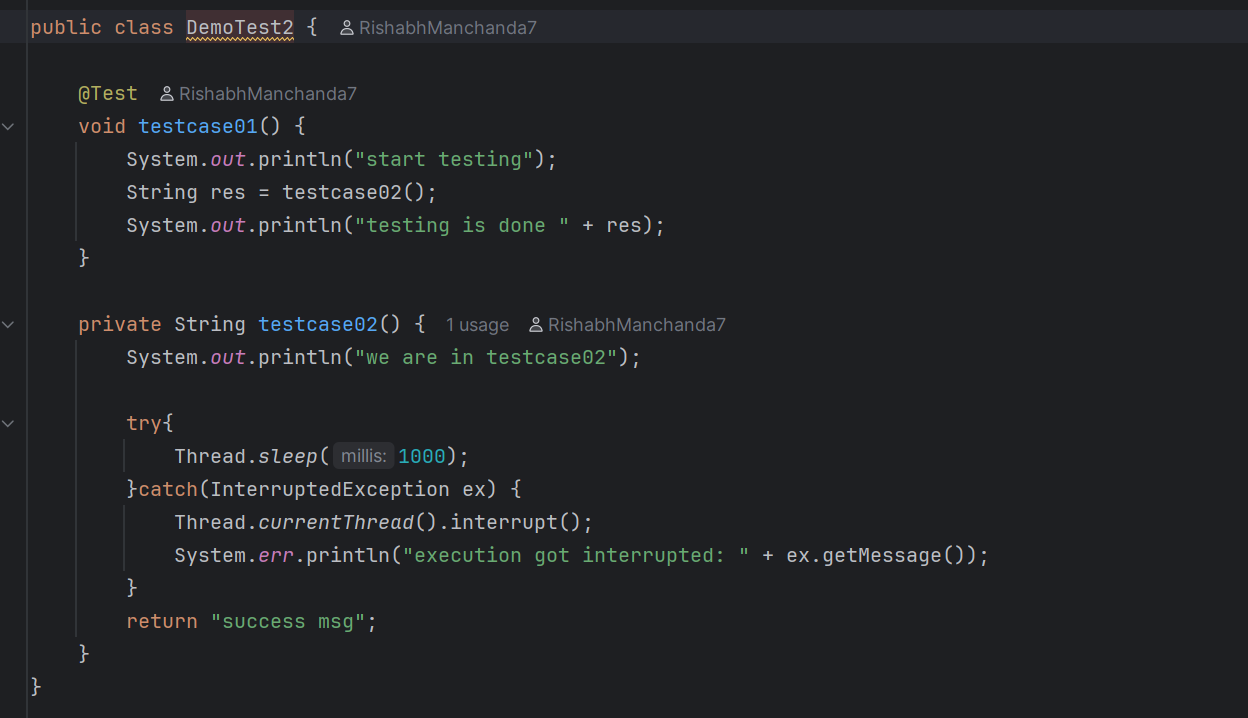 public class DemoTest2 { RishabhManchanda7
@Test RishabhManchanda7
void testcase01() {
System.out.println("start testing");
String res = testcase02();
System.out.println("testing is done " + res);
}
private String testcase02() { 1 usage RishabhManchanda7
System.out.println("we are in testcase02");
try{
Thread.sleep( millis: 1000);
}catch(InterruptedException ex) {
Thread.currentThread().interrupt();
System.err.println("execution got interrupted: " + ex.getMessage());
}
return "success msg";
}
}